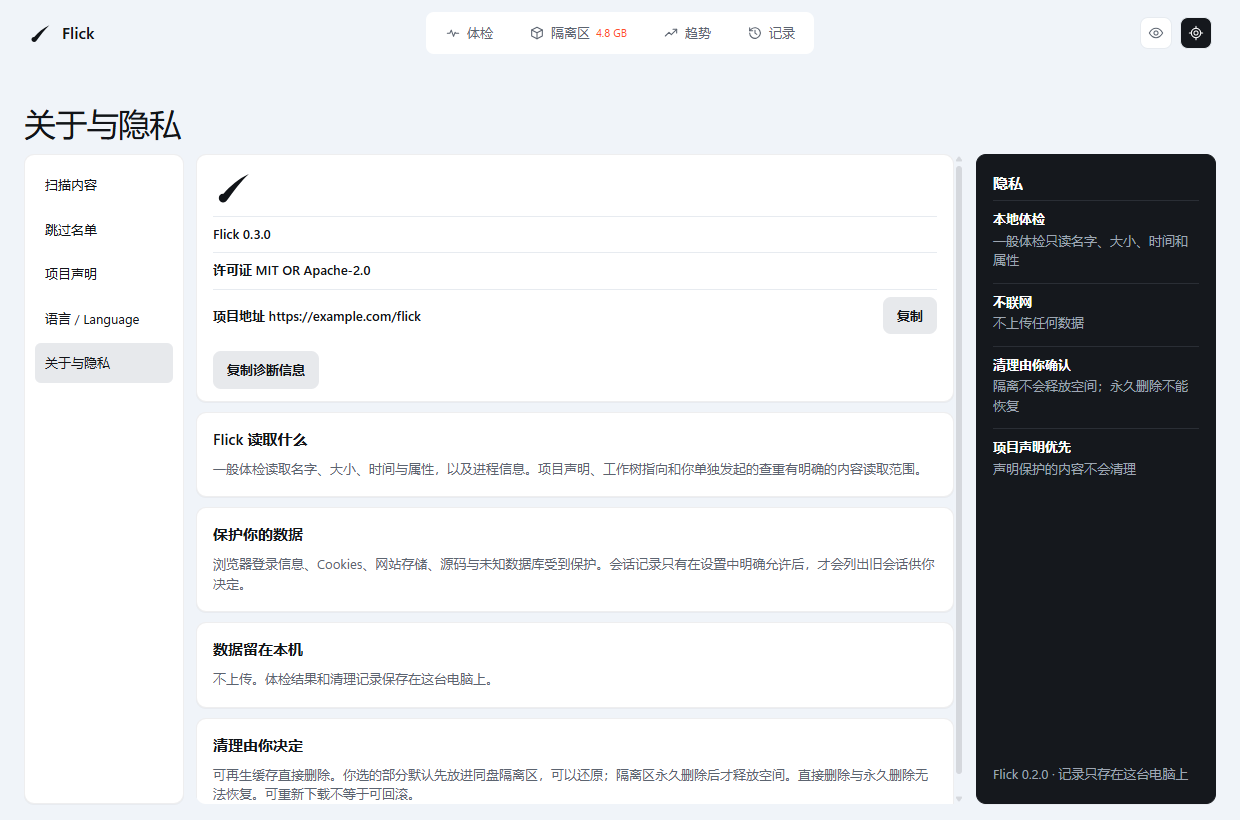 Flick
体检
隔离区 4.8 GB
趋势
记录
关于与隐私
扫描内容
跳过名单
项目声明
语言 / Language
关于与隐私
Flick 0.3.0
许可证 MIT OR Apache-2.0
项目地址 https://example.com/flick
复制
复制诊断信息
Flick 读取什么
一般体检读取名字、大小、时间与属性，以及进程信息。项目声明、工作树指向和你单独发起的查重有明确的内容读取范围。
保护你的数据
浏览器登录信息、Cookies、网站存储、源码与未知数据库受到保护。会话记录只有在设置中明确允许后，才会列出旧会话供你
决定。
数据留在本机
不上传。体检结果和清理记录保存在这台电脑上。
清理由你决定
可再生缓存直接删除。你选的部分默认先放进同盘隔离区，可以还原；隔离区永久删除后才释放空间。直接删除与永久删除无
法恢复。可重新下载不等于可回滚。
隐私
本地体检
一般体检只读名字、大小、时间和
属性
不联网
不上传任何数据
清理由你确认
隔离不会释放空间；永久删除不能
恢复
项目声明优先
声明保护的内容不会清理
Flick 0.2.0 · 记录只存在这台电脑上